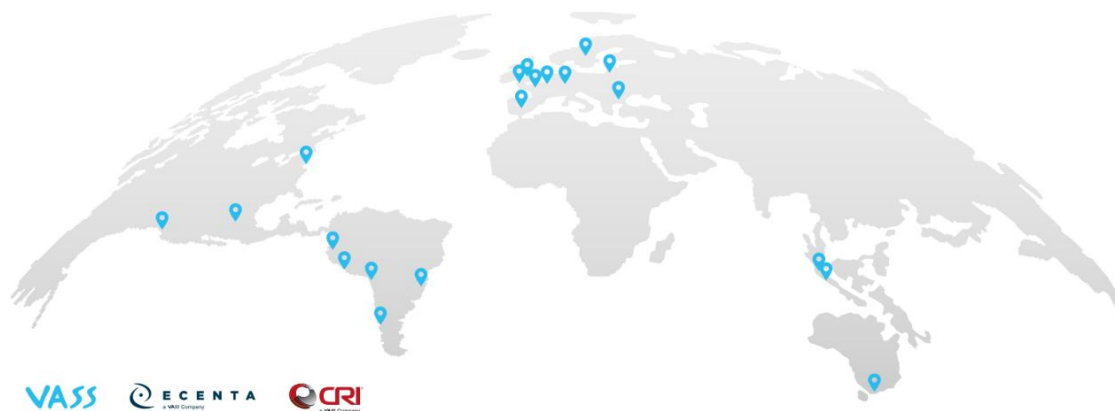 VASS
ECENTA
a VASS Company
CRI
a VASS Company